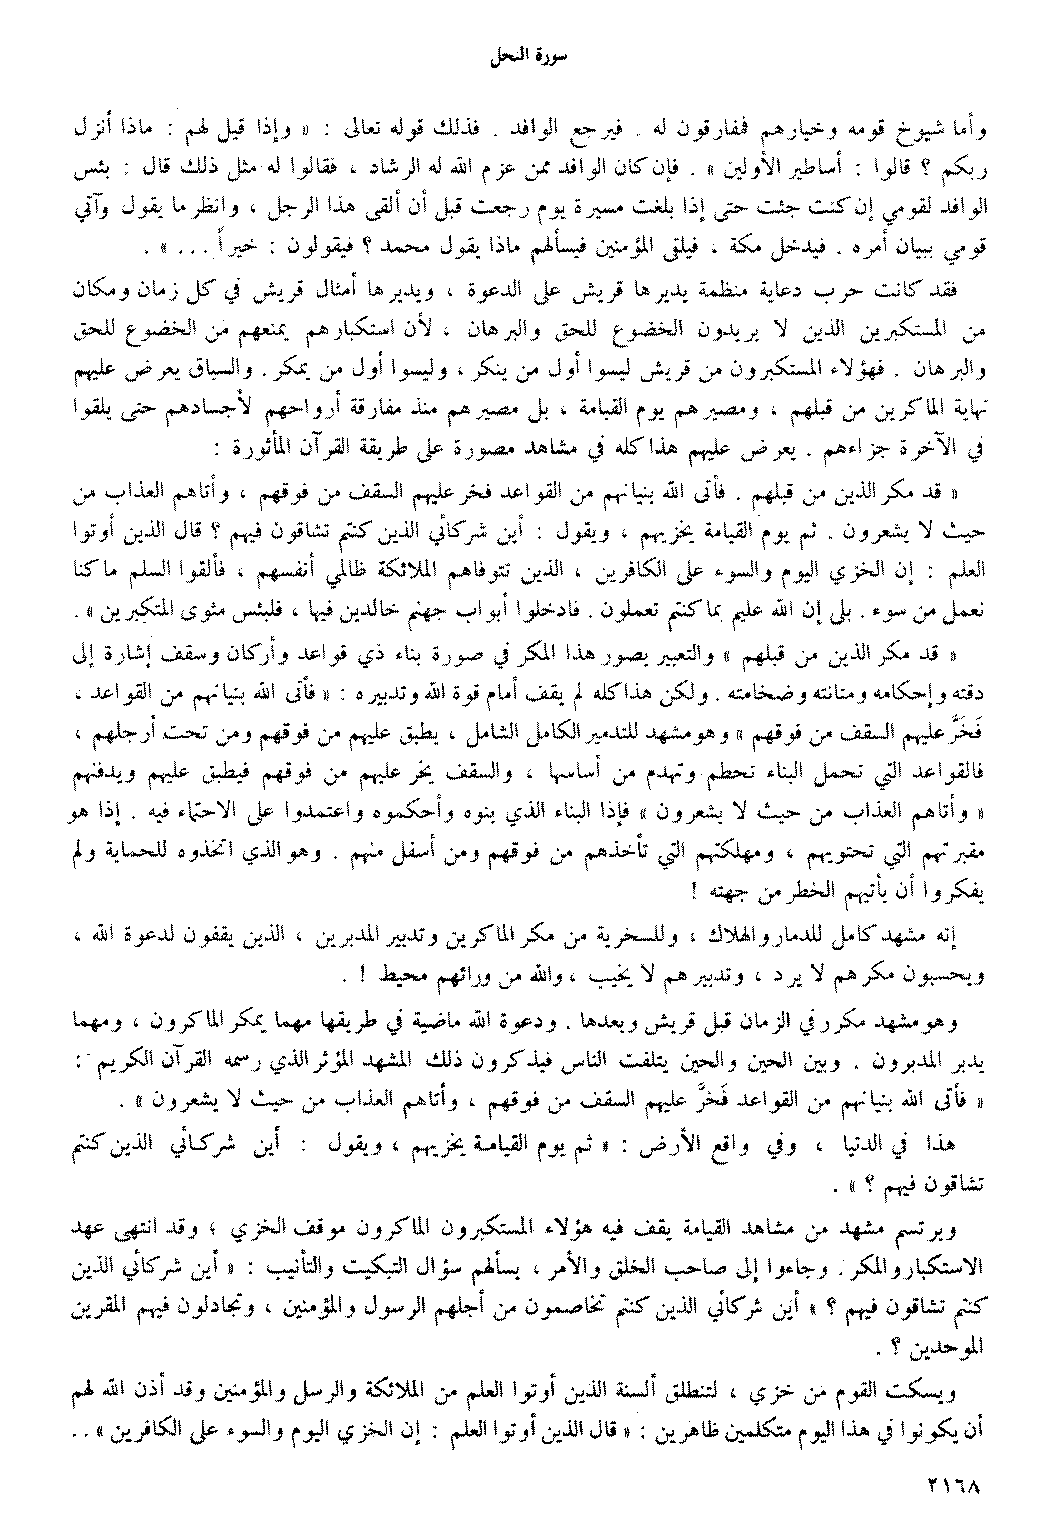 سورة النحل
وأما شيوخ قومه وخيارهم فمفارقون له . فيرجع الوافد . فذلك قوله تعالى : « وإذا قيل لهم : ماذا أنزل
ربكم ؟ قالوا : أساطير الأولين » . فإن كان الوافد ممن عزم الله له الرشاد ، فقالوا له مثل ذلك قال : بئس
الوافد لقومي إن كنت جئت حتى إذا بلغت مسيرة يوم رجعت قبل أن ألقى هذا الرجل ، وانظر ما يقول وآتي
قومي ببيان أمره . فيدخل مكة ، فيلقى المؤمنين فيسألهم ماذا يقول محمد ؟ فيقولون : خيراً ... » .
فقد كانت حرب دعاية منظمة يديرها قريش على الدعوة ، ويديرها أمثال قريش في كل زمان ومكان
من المستكبرين الذين لا يريدون الخضوع للحق والبرهان ، لأن استكبارهم يمنعهم من الخضوع للحق
والبرهان . فهؤلاء المستكبرون من قريش ليسوا أول من ينكر ، وليسوا أول من يمكر . والسياق يعرض عليهم
نهاية الماكرين من قبلهم ، ومصيرهم يوم القيامة ، بل مصيرهم منذ مفارقة أرواحهم لأجسادهم حتى يلقوا
في الآخرة جزاءهم . يعرض عليهم هذا كله في مشاهد مصورة على طريقة القرآن المأثورة :
« قد مكر الذين من قبلهم . فأتى الله بنيانهم من القواعد فخر عليهم السقف من فوقهم ، وأتاهم العذاب من
حيث لا يشعرون . ثم يوم القيامة يخزيهم ، ويقول : أين شركائي الذين كنتم تشاقون فيهم ؟ قال الذين أوتوا
العلم : إن الخزي اليوم والسوء على الكافرين ، الذين تتوفاهم الملائكة ظالمي أنفسهم ، فألقوا السلم ما كنا
نعمل من سوء . بلى إن الله عليم بما كنتم تعملون . فادخلوا أبواب جهنم خالدين فيها ، فلبئس مثوى المتكبرين » .
« قد مكر الذين من قبلهم » والتعبير يصور هذا المكر في صورة بناء ذي قواعد وأركان وسقف إشارة إلى
دقته وإحكامه ومتانته وضخامته . ولكن هذا كله لم يقف أمام قوة الله وتدبيره : « فأتى الله بنيانهم من القواعد ،
فَخَرَّ عليهم السقف من فوقهم » وهو مشهد للتدمير الكامل الشامل ، يطبق عليهم من فوقهم ومن تحت أرجلهم ،
فالقواعد التي تحمل البناء تحطم وتهدم من أساسها ، والسقف يخر عليهم من فوقهم فيطبق عليهم ويدفنهم
« وأتاهم العذاب من حيث لا يشعرون » فإذا البناء الذي بنوه وأحكموه واعتمدوا على الاحتماء فيه . إذا هو
مقبرتهم التي تحتويهم ، ومهلكتهم التي تأخذهم من فوقهم ومن أسفل منهم . وهو الذي اتخذوه للحماية ولم
يفكروا أن يأتيهم الخطر من جهته !
إنه مشهد كامل للدمار والهلاك ، وللسخرية من مكر الماكرين وتدبير المدبرين ، الذين يقفون لدعوة الله ،
ويحسبون مكرهم لا يرد ، وتدبيرهم لا يخيب ، والله من ورائهم محيط ! .
وهو مشهد مكرر في الزمان قبل قريش وبعدها . ودعوة الله ماضية في طريقها مهما يمكر الماكرون ، ومهما
يدبر المدبرون . وبين الحين والحين يتلفت الناس فيذكرون ذلك المشهد المؤثر الذي رسمه القرآن الكريم :
« فأتى الله بنيانهم من القواعد فَخَرَّ عليهم السقف من فوقهم ، وأتاهم العذاب من حيث لا يشعرون » .
هذا في الدنيا ، وفي واقع الأرض : « ثم يوم القيامة يخزيهم ، ويقول : أين شركائي الذين كنتم
تشاقون فيهم ؟ » .
ويرتسم مشهد من مشاهد القيامة يقف فيه هؤلاء المستكبرون الماكرون موقف الخزي ؛ وقد انتهى عهد
الاستكبار والمكر . وجاءوا إلى صاحب الخلق والأمر ، يسألهم سؤال التبكيت والتأنيب : « أين شركائي الذين
كنتم تشاقون فيهم ؟ » أين شركائي الذين كنتم تخاصمون من أجلهم الرسول والمؤمنين ، وتجادلون فيهم المقرين
الموحدين ؟ .
ويسكت القوم من خزي ، لتنطلق ألسنة الذين أوتوا العلم من الملائكة والرسل والمؤمنين وقد أذن الله لهم
أن يكونوا في هذا اليوم متكلمين ظاهرين : « قال الذين أوتوا العلم : إن الخزي اليوم والسوء على الكافرين » ..
٢١٦٨